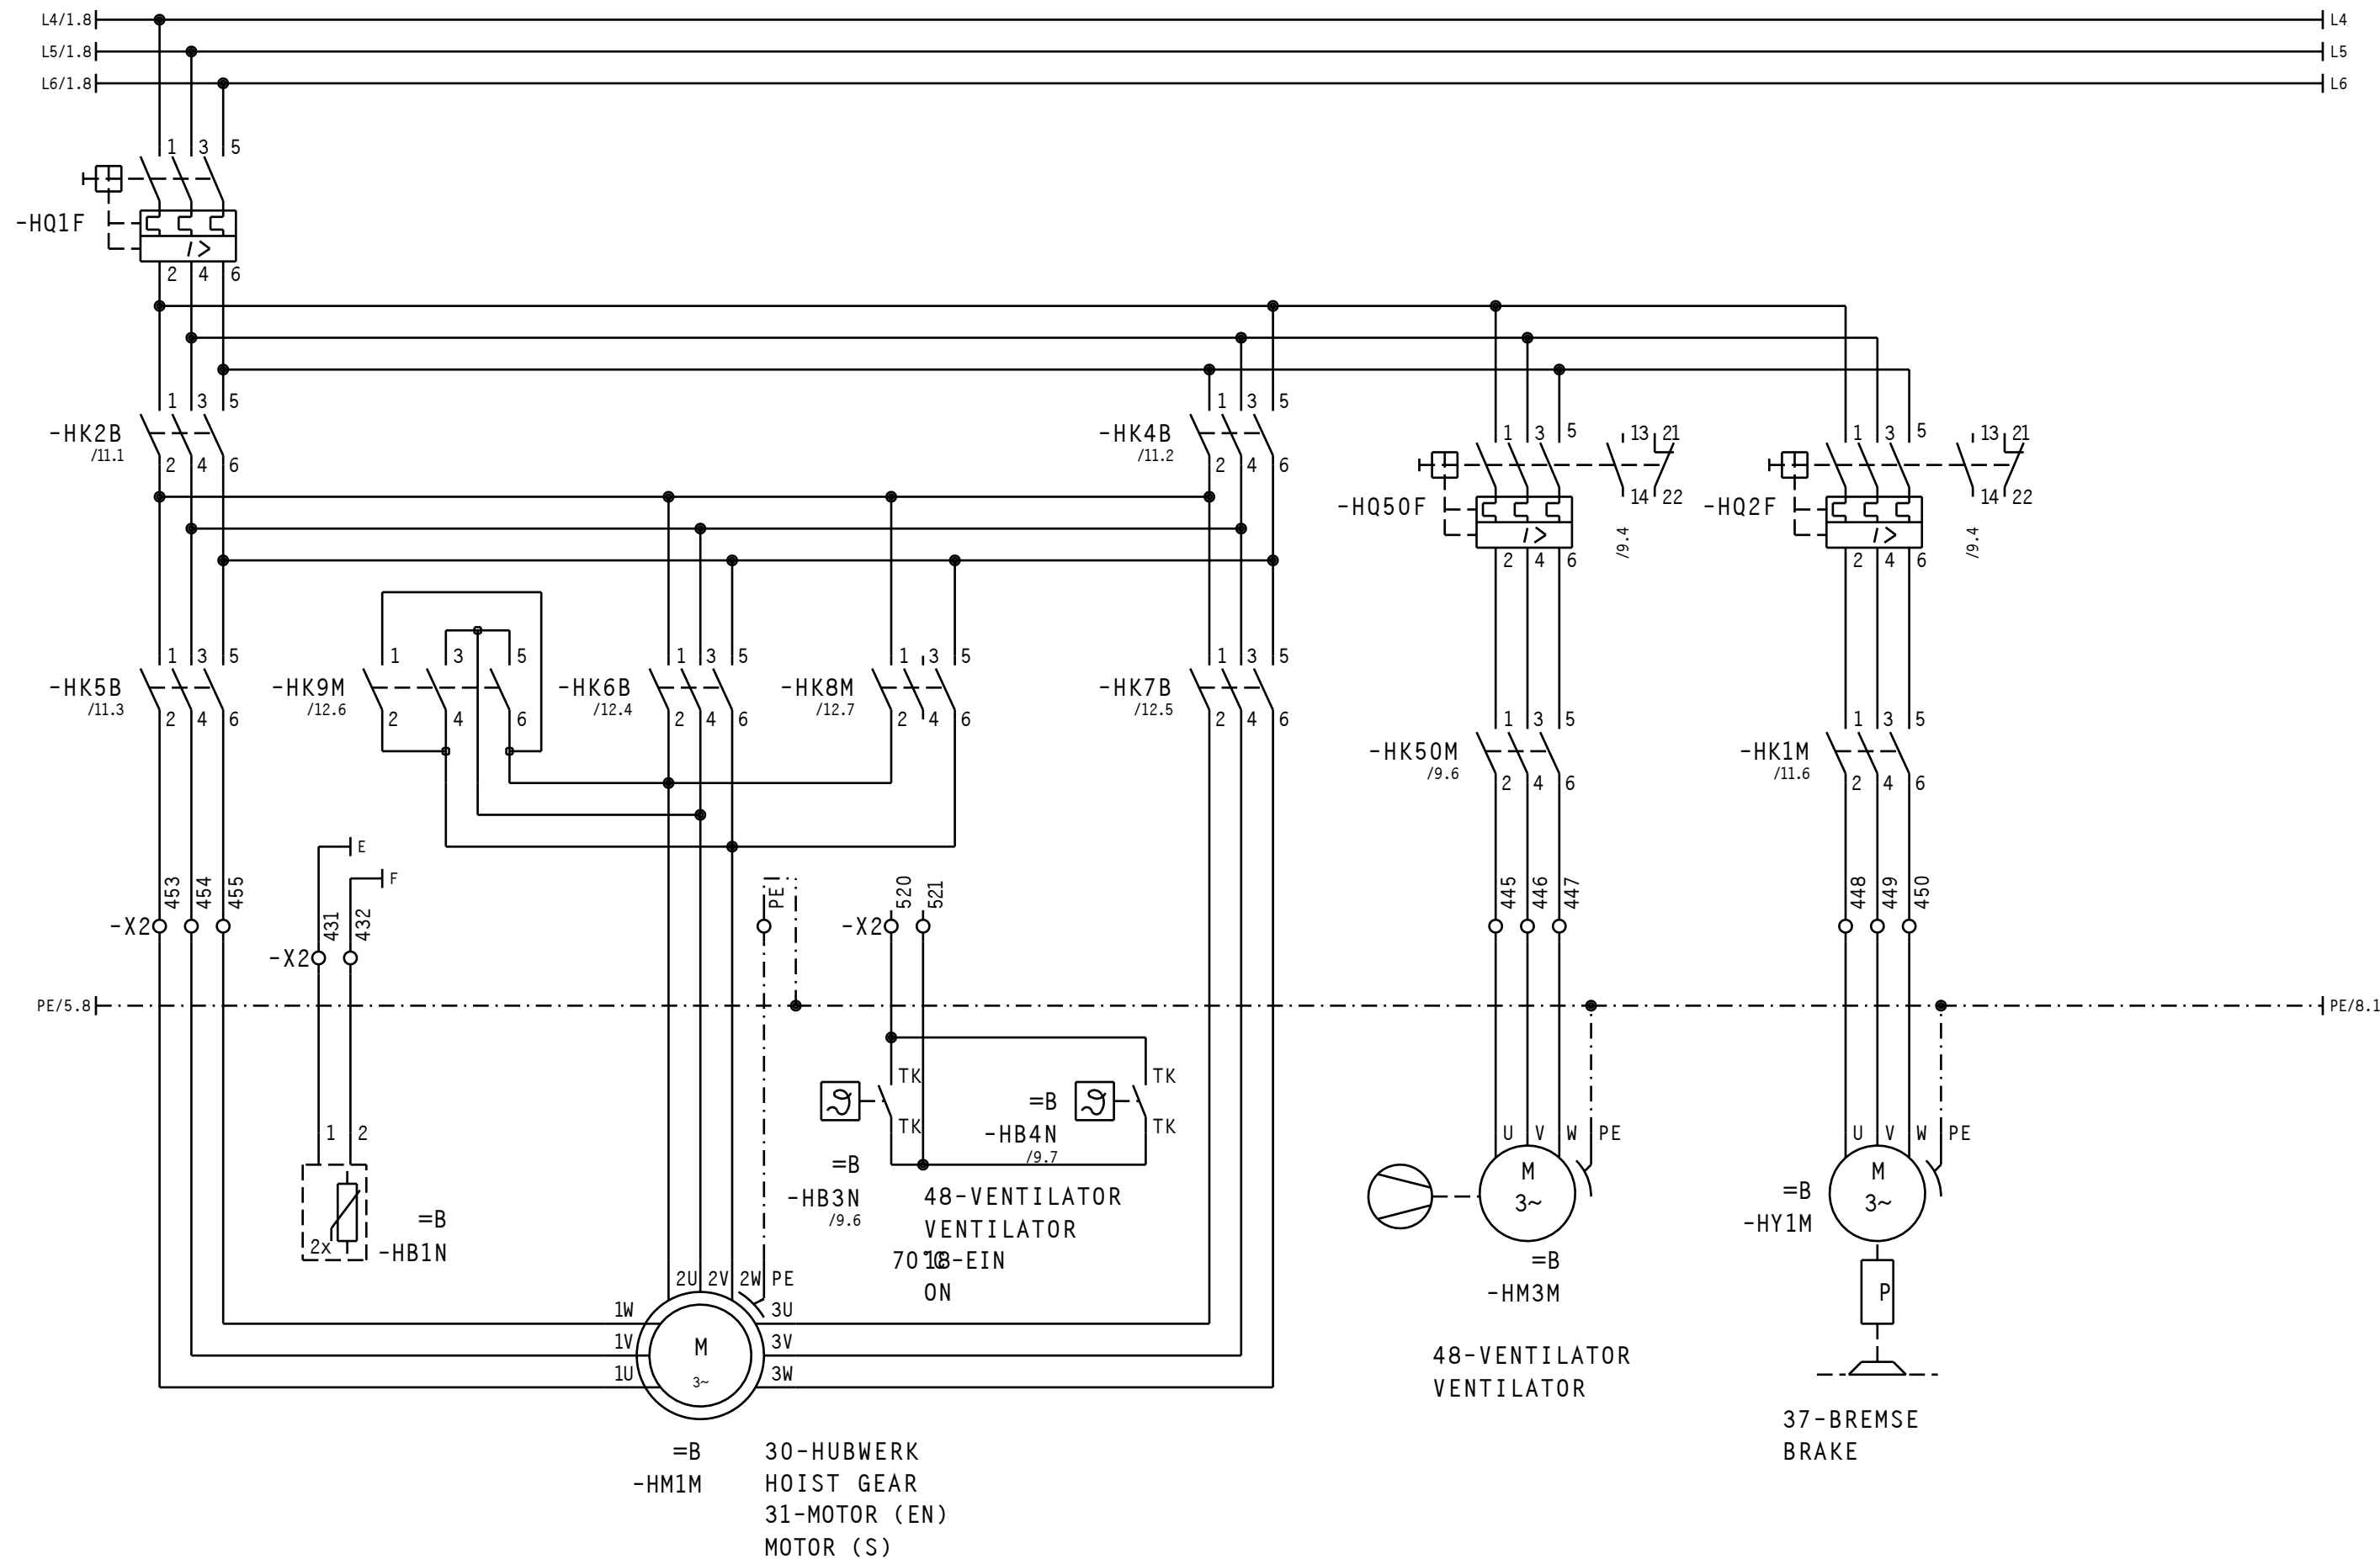 L4/1.8 L4
L5/1.8 L5
L6/1.8 L6
1 3 5
-HQ1F
I>
2 4 6
1 3 5
-HK2B
/11.1
2 4 6
1 3 5
-HK4B
/11.2
2 4 6
1 3 5 13 21
-HQ50F
I>
14 22
/9.4
2 4 6
1 3 5 13 21
-HQ2F
I>
14 22
/9.4
2 4 6
1 3 5
-HK5B
/11.3
2 4 6
1 3 5
-HK9M
/12.6
2 4 6
1 3 5
-HK6B
/12.4
2 4 6
1 3 5
-HK8M
/12.7
2 4 6
1 3 5
-HK7B
/12.5
2 4 6
1 3 5
-HK50M
/9.6
2 4 6
1 3 5
-HK1M
/11.6
2 4 6
E
F
453 454 455
-X2
431 432
-X2
PE
520 521
-X2
445 446 447
448 449 450
PE/5.8 PE/8.1
1 2
2x
=B
-HB1N
TK
TK
=B
-HB3N
/9.6
TK
TK
=B
-HB4N
/9.7
48-VENTILATOR
VENTILATOR
70°C
18-EIN
ON
U V W PE
M
3~
=B
-HM3M
48-VENTILATOR
VENTILATOR
U V W PE
M
3~
=B
-HY1M
P
37-BREMSE
BRAKE
2U 2V 2W PE
1W 3U
1V 3V
1U 3W
M
3~
=B
-HM1M
30-HUBWERK
HOIST GEAR
31-MOTOR (EN)
MOTOR (S)